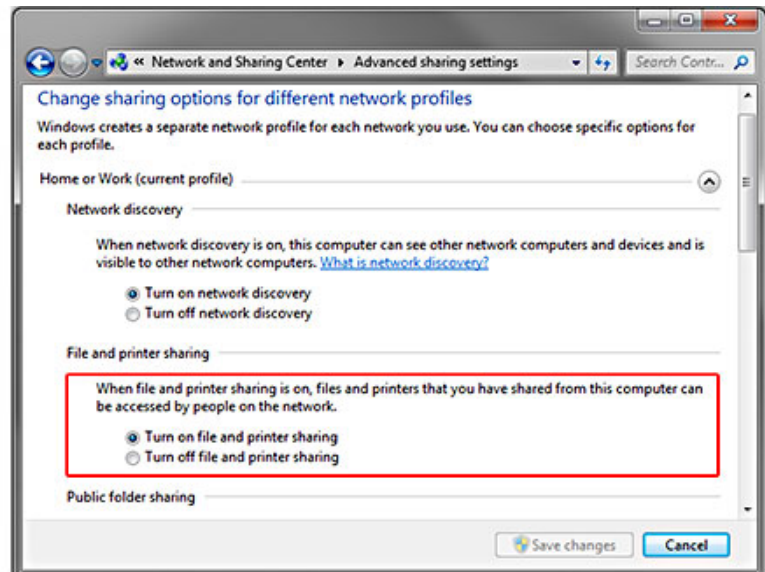 « Network and Sharing Center ▸ Advanced sharing settings
Search Contr...
Change sharing options for different network profiles
Windows creates a separate network profile for each network you use. You can choose specific options for
each profile.
Home or Work (current profile)
Network discovery
When network discovery is on, this computer can see other network computers and devices and is
visible to other network computers. What is network discovery?
Turn on network discovery
Turn off network discovery
File and printer sharing
When file and printer sharing is on, files and printers that you have shared from this computer can
be accessed by people on the network.
Turn on file and printer sharing
Turn off file and printer sharing
Public folder sharing
Save changes
Cancel